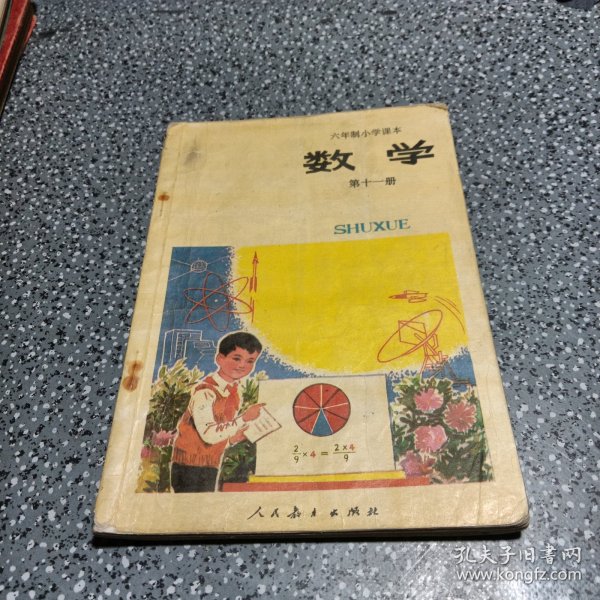 六年制小学课本
数学
第十一册
SHUXUE
2/9 ×4 = 2×4/9
人民教育出版社
孔夫子旧书网
www.kongfz.com